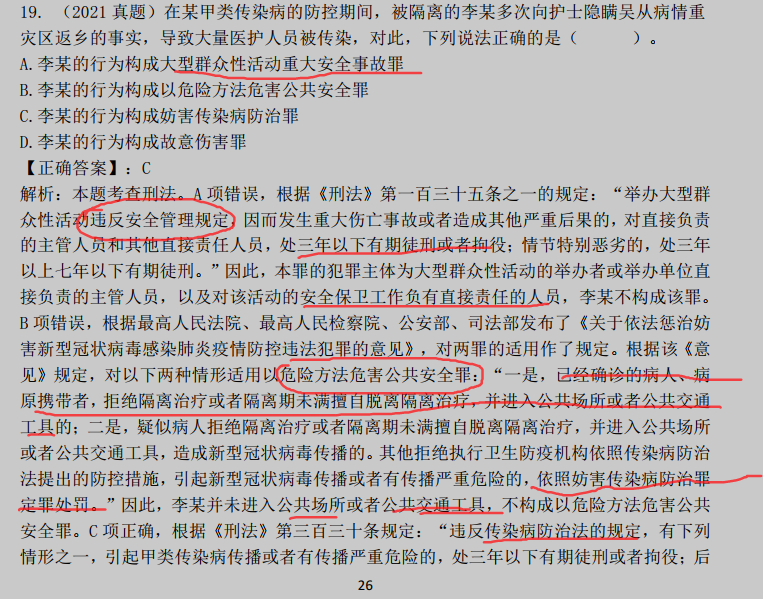 19. （2021 真题）在某甲类传染病的防控期间，被隔离的李某多次向护士隐瞒吴从病情重
灾区返乡的事实，导致大量医护人员被传染，对此，下列说法正确的是（　　）。
A.李某的行为构成大型群众性活动重大安全事故罪
B.李某的行为构成以危险方法危害公共安全罪
C.李某的行为构成妨害传染病防治罪
D.李某的行为构成故意伤害罪
【正确答案】：C
解析：本题考查刑法。A 项错误，根据《刑法》第一百三十五条之一的规定：“举办大型群
众性活动违反安全管理规定，因而发生重大伤亡事故或者造成其他严重后果的，对直接负责
的主管人员和其他直接责任人员，处三年以下有期徒刑或者拘役；情节特别恶劣的，处三年
以上七年以下有期徒刑。”因此，本罪的犯罪主体为大型群众性活动的举办者或举办单位直
接负责的主管人员，以及对该活动的安全保卫工作负有直接责任的人员，李某不构成该罪。
B 项错误，根据最高人民法院、最高人民检察院、公安部、司法部发布了《关于依法惩治妨
害新型冠状病毒感染肺炎疫情防控违法犯罪的意见》，对两罪的适用作了规定。根据该《意
见》规定，对以下两种情形适用以危险方法危害公共安全罪：“一是，已经确诊的病人、病
原携带者，拒绝隔离治疗或者隔离期未满擅自脱离隔离治疗，并进入公共场所或者公共交通
工具的；二是，疑似病人拒绝隔离治疗或者隔离期未满擅自脱离隔离治疗，并进入公共场所
或者公共交通工具，造成新型冠状病毒传播的。其他拒绝执行卫生防疫机构依照传染病防治
法提出的防控措施，引起新型冠状病毒传播或者有传播严重危险的，依照妨害传染病防治罪
定罪处罚。”因此，李某并未进入公共场所或者公共交通工具，不构成以危险方法危害公共
安全罪。C 项正确，根据《刑法》第三百三十条规定：“违反传染病防治法的规定，有下列
情形之一，引起甲类传染病传播或者有传播严重危险的，处三年以下有期徒刑或者拘役；后
26